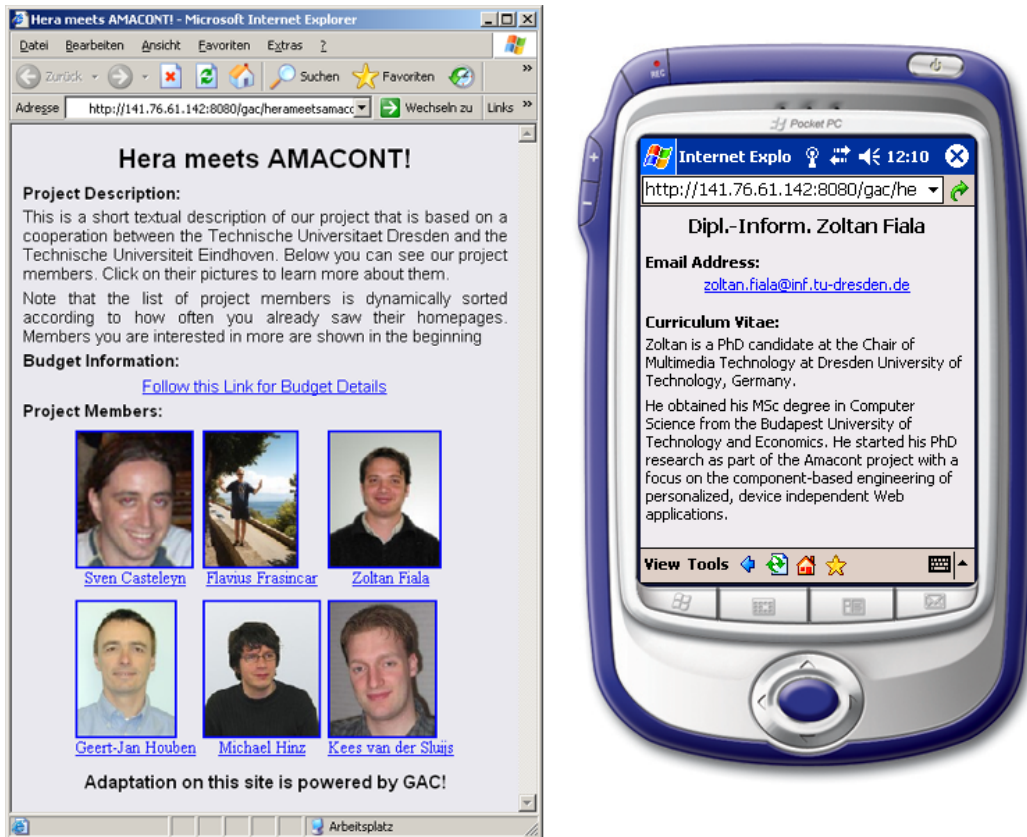 Hera meets AMACONT! - Microsoft Internet Explorer
Datei Bearbeiten Ansicht Favoriten Extras ?
Zurück Suchen Favoriten »
Adresse http://141.76.61.142:8080/gac/herameetsamaco Wechseln zu Links »
Hera meets AMACONT!
Project Description:
This is a short textual description of our project that is based on a
cooperation between the Technische Universitaet Dresden and the
Technische Universiteit Eindhoven. Below you can see our project
members. Click on their pictures to learn more about them.
Note that the list of project members is dynamically sorted
according to how often you already saw their homepages.
Members you are interested in more are shown in the beginning
Budget Information:
Follow this Link for Budget Details
Project Members:
Sven Casteleyn Flavius Frasincar Zoltan Fiala
Geert-Jan Houben Michael Hinz Kees van der Sluijs
Adaptation on this site is powered by GAC!
Arbeitsplatz
REC
Pocket PC
Internet Explo 12:10
http://141.76.61.142:8080/gac/he
Dipl.-Inform. Zoltan Fiala
Email Address:
zoltan.fiala@inf.tu-dresden.de
Curriculum Vitae:
Zoltan is a PhD candidate at the Chair of
Multimedia Technology at Dresden University of
Technology, Germany.
He obtained his MSc degree in Computer
Science from the Budapest University of
Technology and Economics. He started his PhD
research as part of the Amacont project with a
focus on the component-based engineering of
personalized, device independent Web
applications.
View Tools